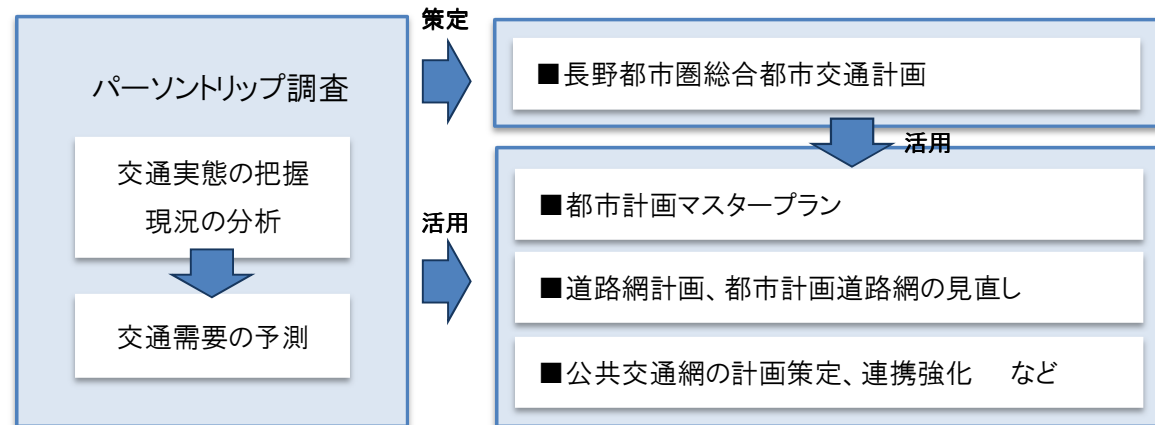 パーソントリップ調査
交通実態の把握
現況の分析
交通需要の予測
策定
活用
■長野都市圏総合都市交通計画
活用
■都市計画マスタープラン
■道路網計画、都市計画道路網の見直し
■公共交通網の計画策定、連携強化　など